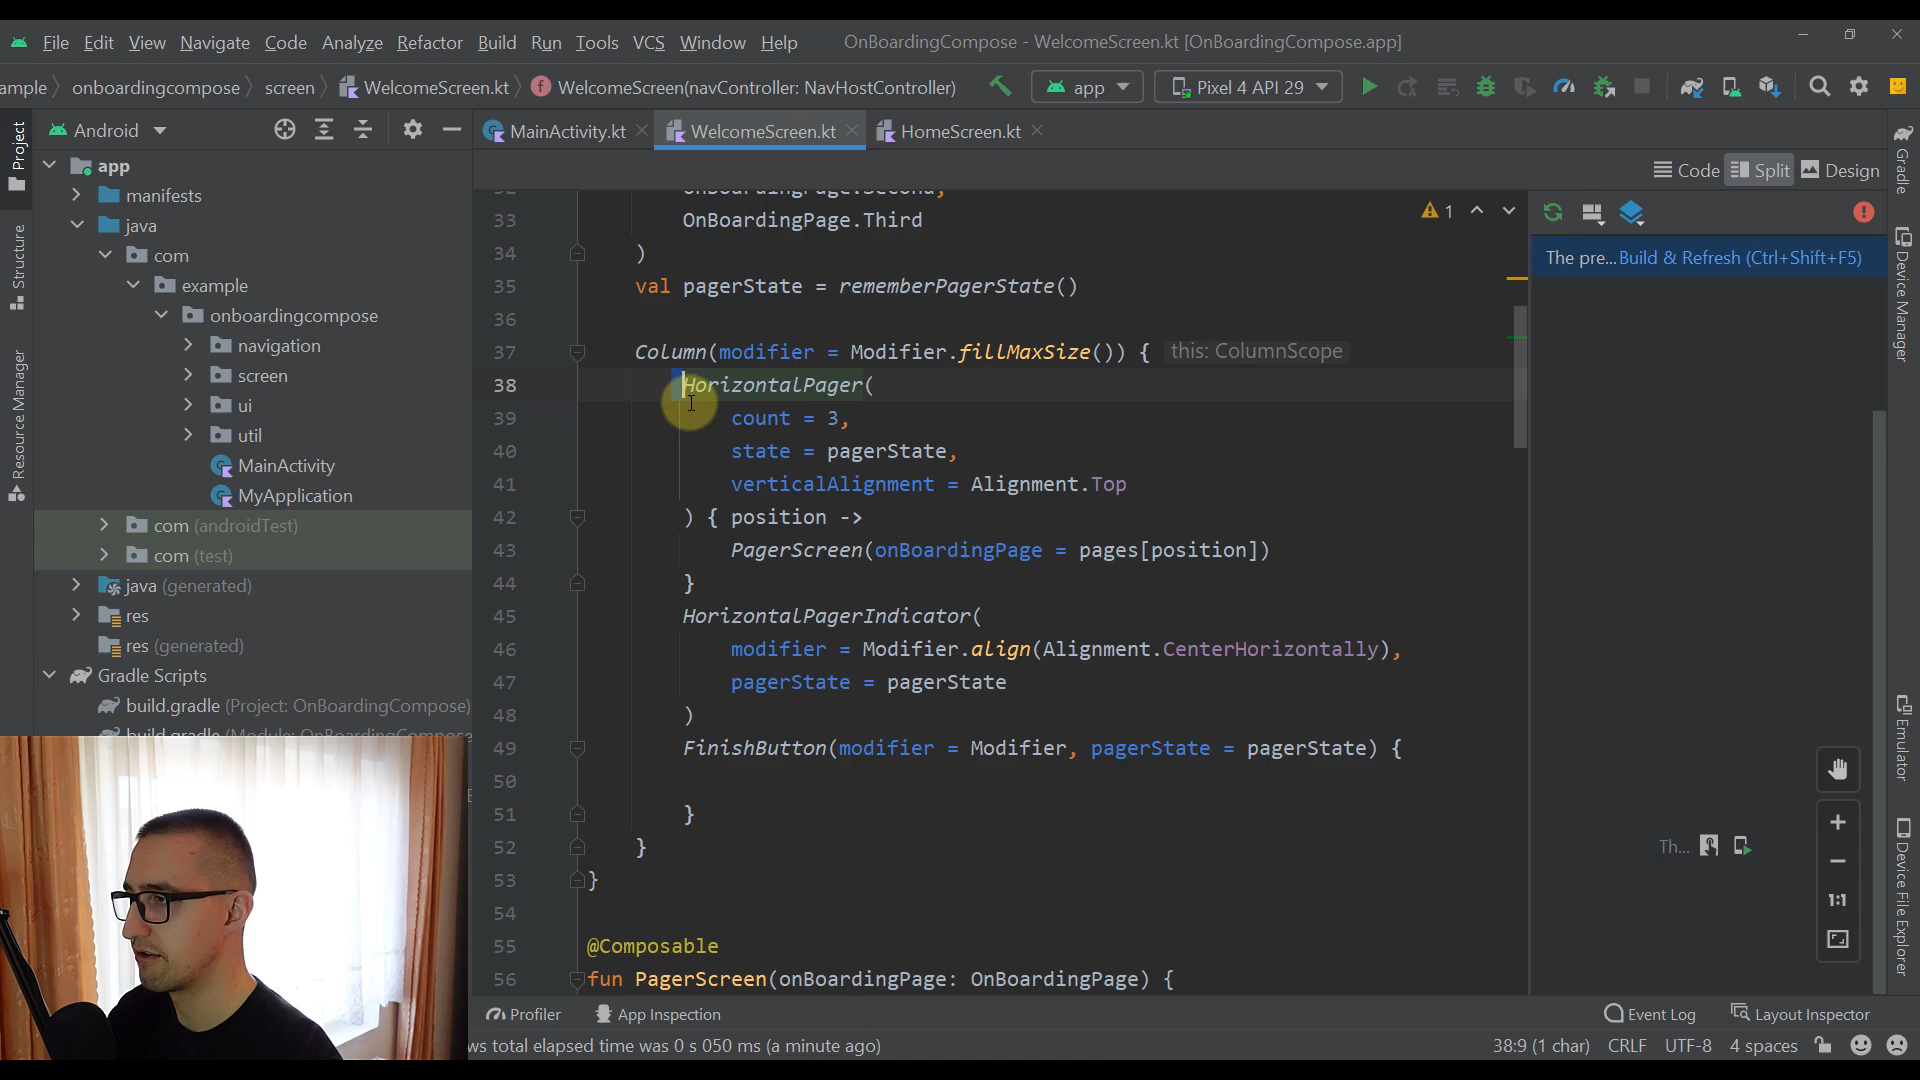 File Edit View Navigate Code Analyze Refactor Build Run Tools VCS Window Help OnBoardingCompose - WelcomeScreen.kt [OnBoardingCompose.app]
ample onboardingcompose screen WelcomeScreen.kt WelcomeScreen(navController: NavHostController) app Pixel 4 API 29
Android MainActivity.kt WelcomeScreen.kt HomeScreen.kt
Code Split Design
Project
Structure
Resource Manager
app
manifests
java
com
example
onboardingcompose
navigation
screen
ui
util
MainActivity
MyApplication
com (androidTest)
com (test)
java (generated)
res
res (generated)
Gradle Scripts
build.gradle (Project: OnBoardingCompose)
32 OnBoardingPage.Second,
33 OnBoardingPage.Third
34 )
35 val pagerState = rememberPagerState()
36
37 Column(modifier = Modifier.fillMaxSize()) { this: ColumnScope
38 HorizontalPager(
39 count = 3,
40 state = pagerState,
41 verticalAlignment = Alignment.Top
42 ) { position ->
43 PagerScreen(onBoardingPage = pages[position])
44 }
45 HorizontalPagerIndicator(
46 modifier = Modifier.align(Alignment.CenterHorizontally),
47 pagerState = pagerState
48 )
49 FinishButton(modifier = Modifier, pagerState = pagerState) {
50
51 }
52 }
53 }
54
55 @Composable
56 fun PagerScreen(onBoardingPage: OnBoardingPage) {
1
The pre...Build & Refresh (Ctrl+Shift+F5)
Th...
1:1
Gradle
Device Manager
Emulator
Device File Explorer
Profiler App Inspection Event Log Layout Inspector
ws total elapsed time was 0 s 050 ms (a minute ago) 38:9 (1 char) CRLF UTF-8 4 spaces